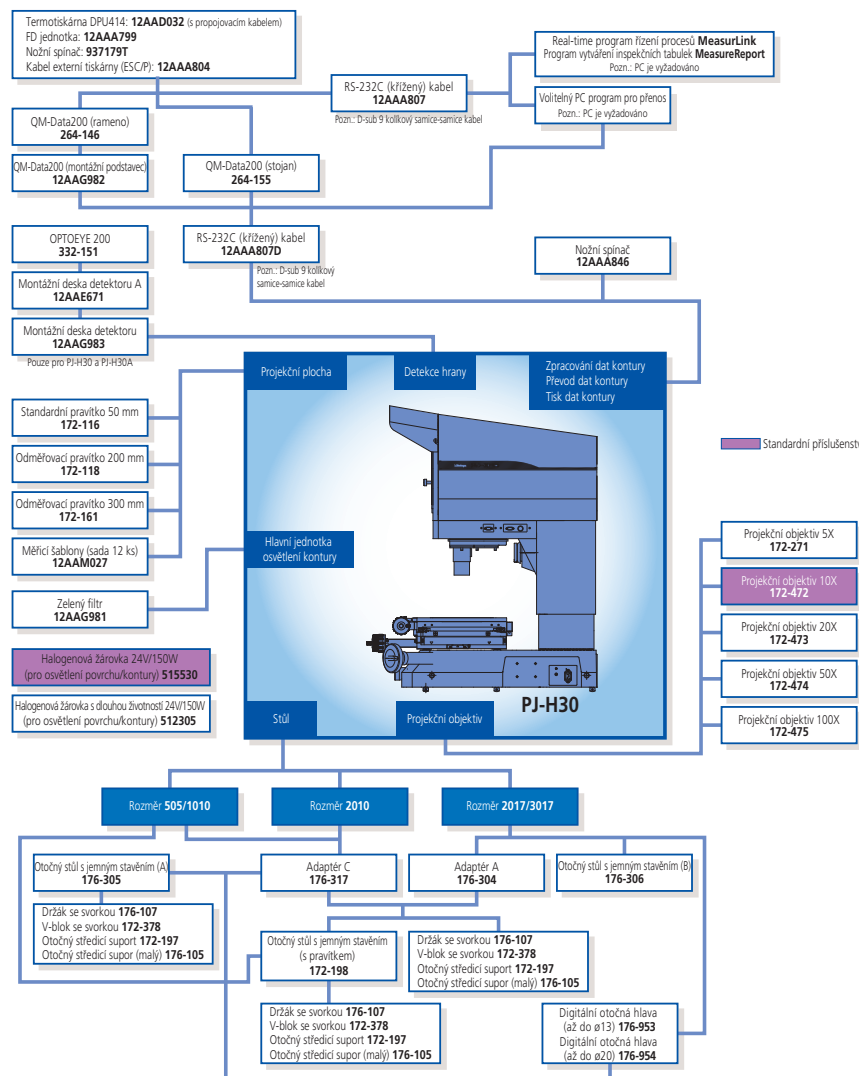 Termotiskárna DPU414: 12AAD032 (s propojovacím kabelem)
FD jednotka: 12AAA799
Nožní spínač: 937179T
Kabel externí tiskárny (ESC/P): 12AAA804
RS-232C (křížený) kabel
12AAA807
Pozn.: D-sub 9 kolíkový samice-samice kabel
Real-time program řízení procesů MeasurLink
Program vytváření inspekčních tabulek MeasureReport
Pozn.: PC je vyžadováno
Volitelný PC program pro přenos
Pozn.: PC je vyžadováno
QM-Data200 (rameno)
264-146
QM-Data200 (montážní podstavec)
12AAG982
QM-Data200 (stojan)
264-155
OPTOEYE 200
332-151
RS-232C (křížený) kabel
12AAA807D
Pozn.: D-sub 9 kolíkový
samice-samice kabel
Nožní spínač
12AAA846
Montážní deska detektoru A
12AAE671
Montážní deska detektoru
12AAG983
Pouze pro PJ-H30 a PJ-H30A
Projekční plocha
Detekce hrany
Zpracování dat kontury
Převod dat kontury
Tisk dat kontury
Standardní pravítko 50 mm
172-116
Odměřovací pravítko 200 mm
172-118
Odměřovací pravítko 300 mm
172-161
Měřicí šablony (sada 12 ks)
12AAM027
Zelený filtr
12AAG981
Hlavní jednotka
osvětlení kontury
Standardní příslušenstv
Projekční objektiv 5X
172-271
Projekční objektiv 10X
172-472
Projekční objektiv 20X
172-473
Projekční objektiv 50X
172-474
Projekční objektiv 100X
172-475
Halogenová žárovka 24V/150W
(pro osvětlení povrchu/kontury) 515530
Halogenová žárovka s dlouhou životností 24V/150W
(pro osvětlení povrchu/kontury) 512305
PJ-H30
Stůl
Projekční objektiv
Rozměr 505/1010
Rozměr 2010
Rozměr 2017/3017
Otočný stůl s jemným stavěním (A)
176-305
Adaptér C
176-317
Adaptér A
176-304
Otočný stůl s jemným stavěním (B)
176-306
Držák se svorkou 176-107
V-blok se svorkou 172-378
Otočný středicí suport 172-197
Otočný středicí supor (malý) 176-105
Otočný stůl s jemným stavěním
(s pravítkem)
172-198
Držák se svorkou 176-107
V-blok se svorkou 172-378
Otočný středicí suport 172-197
Otočný středicí supor (malý) 176-105
Držák se svorkou 176-107
V-blok se svorkou 172-378
Otočný středicí suport 172-197
Otočný středicí supor (malý) 176-105
Digitální otočná hlava
(až do ø13) 176-953
Digitální otočná hlava
(až do ø20) 176-954